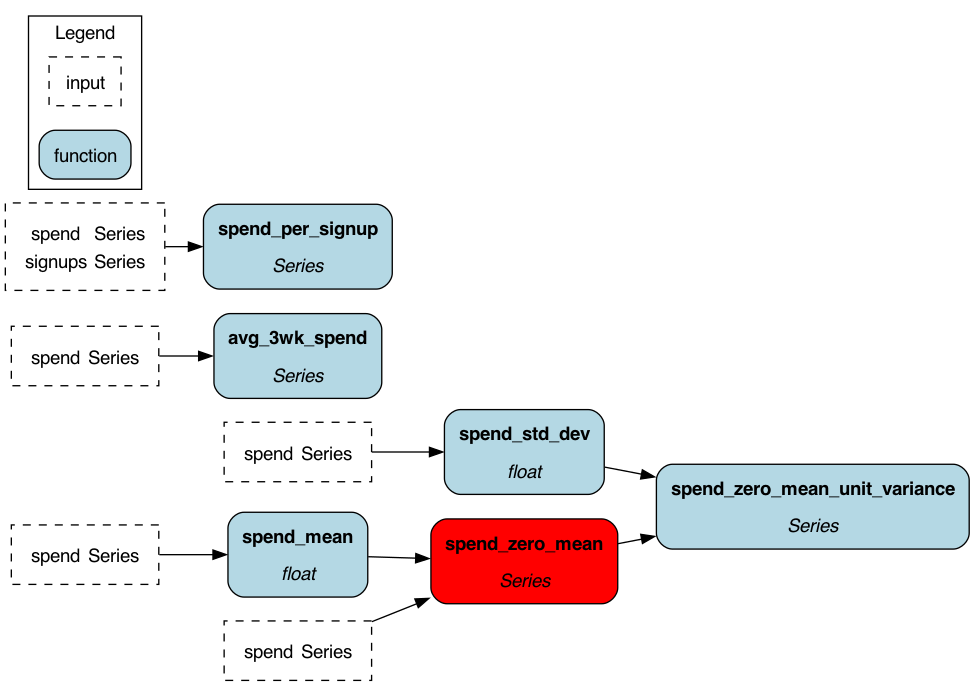 Legend
input
function
spend Series
signups Series
spend_per_signup
Series
spend Series
avg_3wk_spend
Series
spend Series
spend_std_dev
float
spend_zero_mean_unit_variance
Series
spend Series
spend_mean
float
spend_zero_mean
Series
spend Series